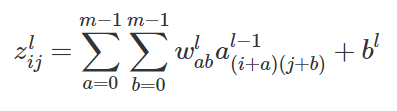 z^l_{ij} = \sum_{a=0}^{m-1} \sum_{b=0}^{m-1} w^l_{ab} a^{l-1}_{(i+a)(j+b)} + b^l